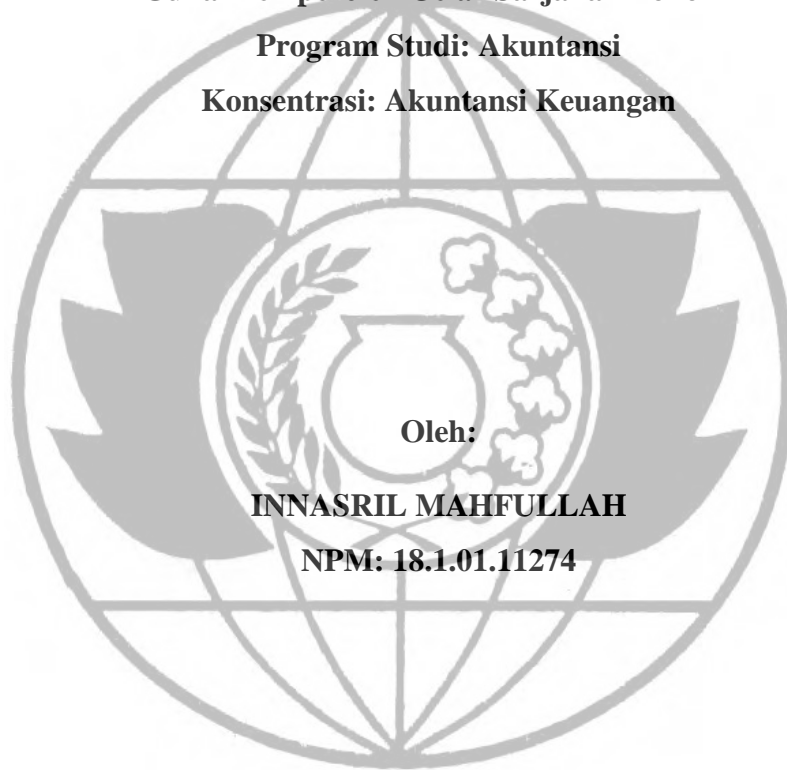 Program Studi: Akuntansi
Konsentrasi: Akuntansi Keuangan
Oleh:
INNASRIL MAHFULLAH
NPM: 18.1.01.11274